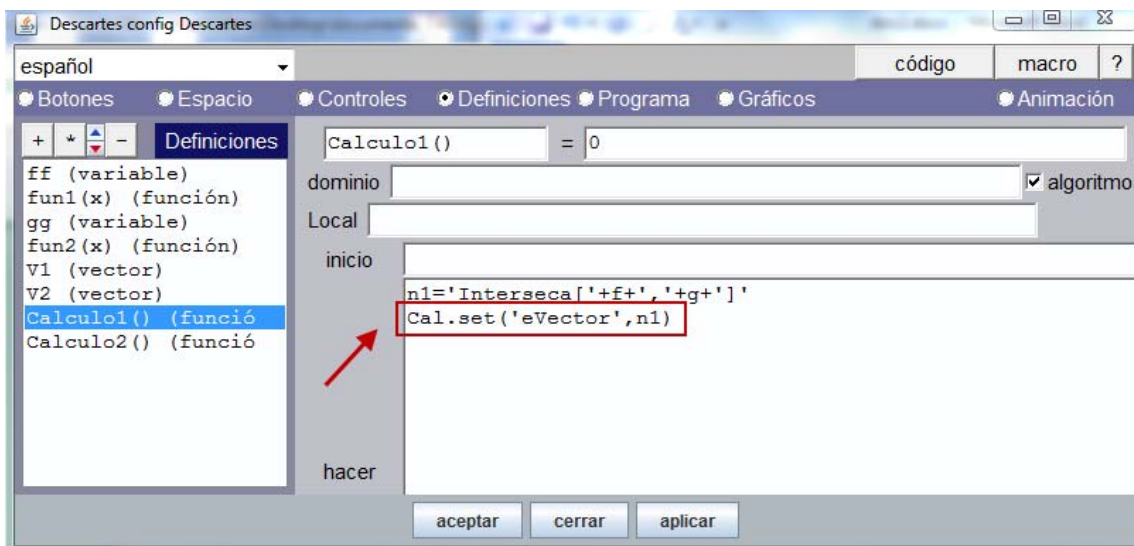 Descartes config Descartes
español código macro ?
Botones Espacio Controles Definiciones Programa Gráficos Animación
+ * - Definiciones
Calculo1() = 0
ff (variable)
fun1(x) (función)
gg (variable)
fun2(x) (función)
V1 (vector)
V2 (vector)
Calculo1() (funció
Calculo2() (funció
dominio algoritmo
Local
inicio
n1='Interseca['+f+','+g+']'
Cal.set('eVector',n1)
hacer
aceptar cerrar aplicar